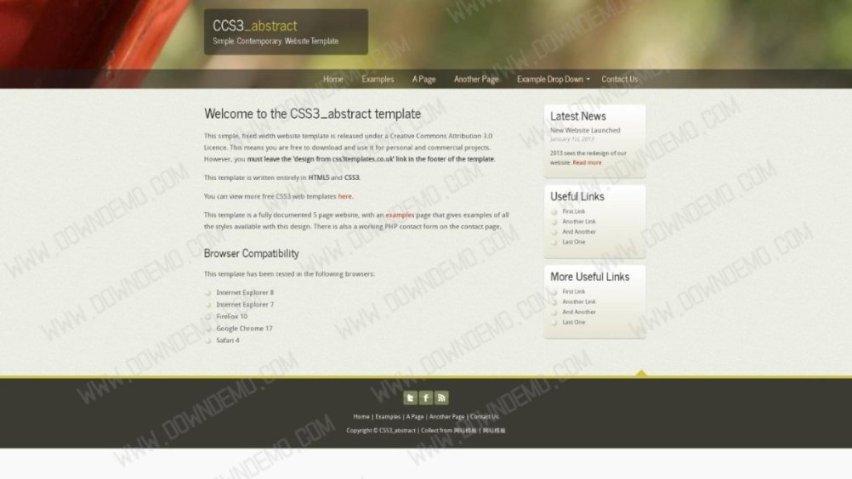 CCS3_abstract
Simple. Contemporary. Website Template
Home Examples A Page Another Page Example Drop Down Contact Us
Welcome to the CSS3_abstract template
This simple, fixed width website template is released under a Creative Commons Attribution 3.0
Licence. This means you are free to download and use it for personal and commercial projects.
However, you must leave the 'design from css3templates.co.uk' link in the footer of the template.
This template is written entirely in HTML5 and CSS3.
You can view more free CSS3 web templates here.
This template is a fully documented 5 page website, with an examples page that gives examples of all
the styles available with this design. There is also a working PHP contact form on the contact page.
Browser Compatibility
This template has been tested in the following browsers:
Internet Explorer 8
Internet Explorer 7
FireFox 10
Google Chrome 17
Safari 4
Latest News
New Website Launched
January 1st, 2013
2013 sees the redesign of our
website. Read more
Useful Links
First Link
Another Link
And Another
Last One
More Useful Links
First Link
Another Link
And Another
Last One
Home | Examples | A Page | Another Page | Contact Us
Copyright © CSS3_abstract | Collect from 网站模板 | 网站模板
WWW.DOWNDEMO.COM